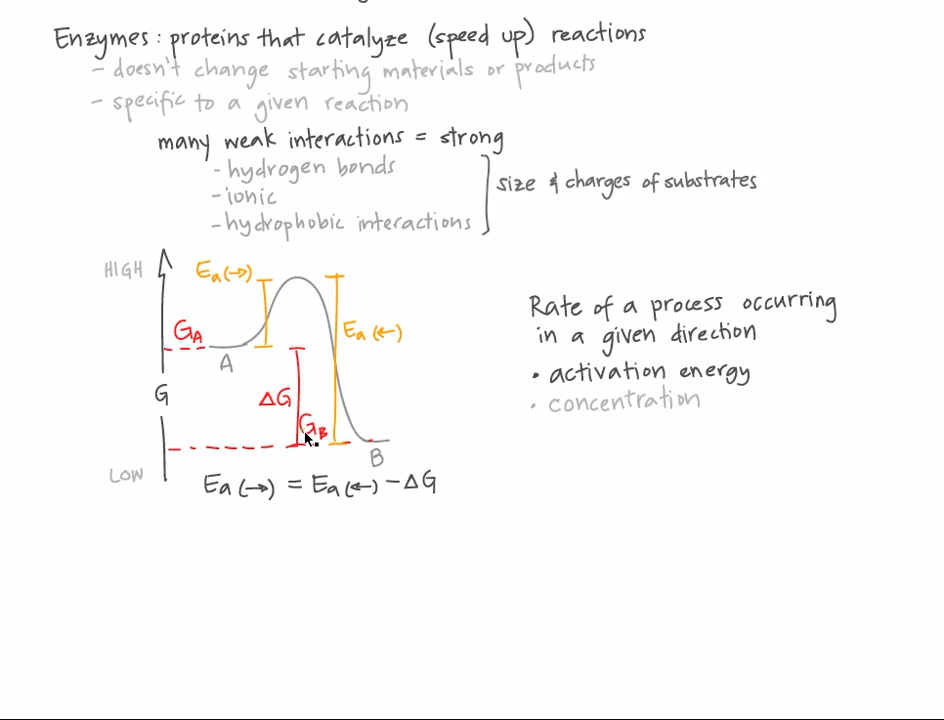 Enzymes: proteins that catalyze (speed up) reactions
- doesn't change starting materials or products
- specific to a given reaction
many weak interactions = strong
- hydrogen bonds
- ionic
- hydrophobic interactions
size & charges of substrates
HIGH
Ea(→)
GA
A
Ea(←)
G
ΔG
GB
B
LOW
Ea(→) = Ea(←) - ΔG
Rate of a process occurring
in a given direction
• activation energy
• concentration